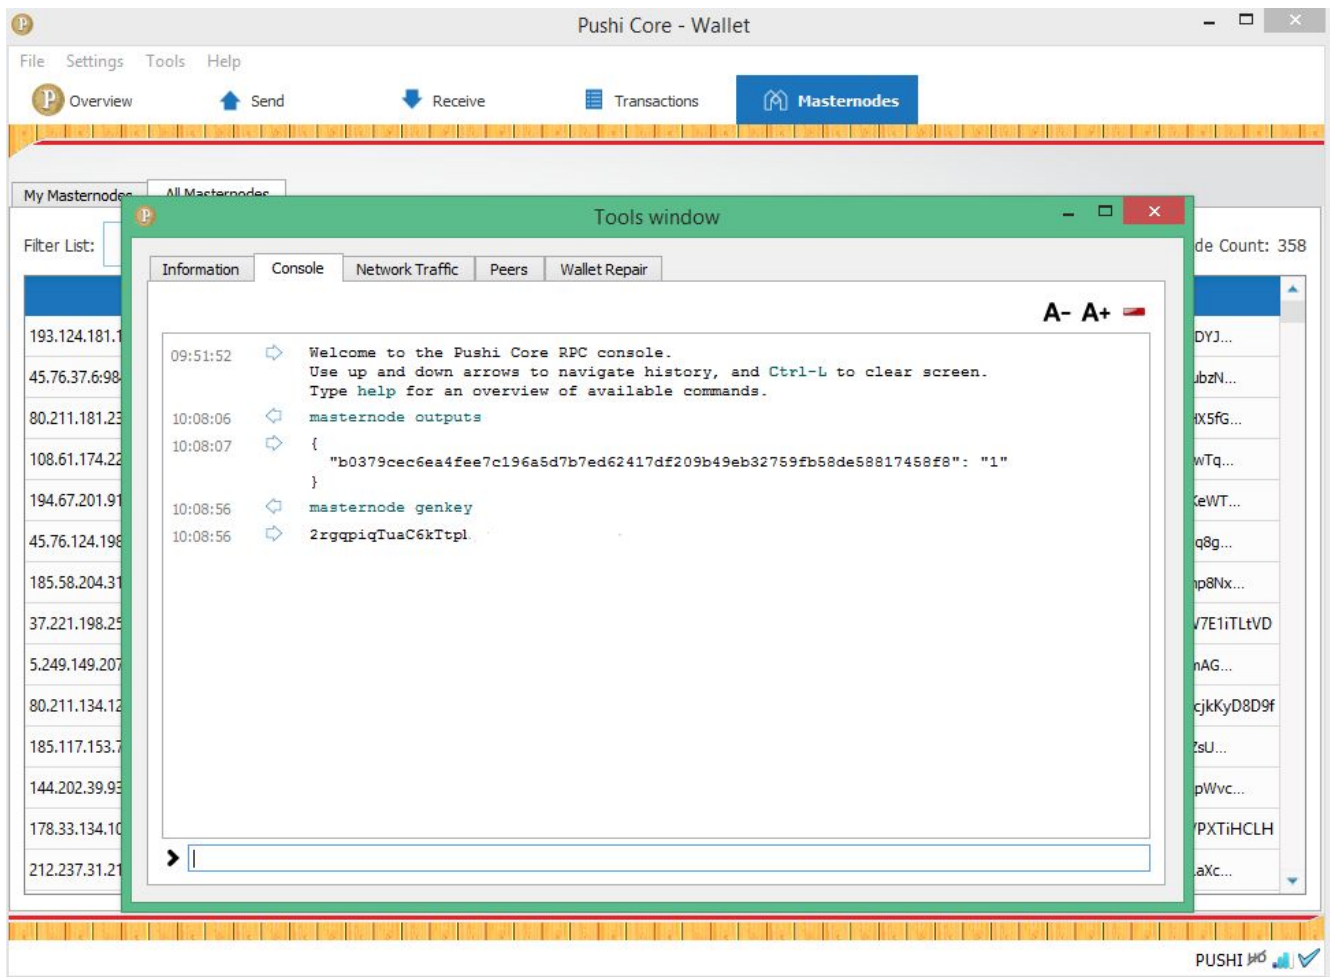 Pushi Core - Wallet
File Settings Tools Help
Overview Send Receive Transactions Masternodes
My Masternodes All Masternodes
Tools window
Filter List: de Count: 358
Information Console Network Traffic Peers Wallet Repair
A- A+
193.124.181.1
DYJ...
09:51:52 Welcome to the Pushi Core RPC console.
Use up and down arrows to navigate history, and Ctrl-L to clear screen.
Type help for an overview of available commands.
10:08:06 masternode outputs
10:08:07 {
"b0379cec6ea4fee7c196a5d7b7ed62417df209b49eb32759fb58de58817458f8": "1"
}
10:08:56 masternode genkey
10:08:56 2rgqpiqTuaC6kTtpl
45.76.37.6:98
ubzN...
80.211.181.23
HX5fG...
108.61.174.22
wTq...
194.67.201.91
KeWT...
45.76.124.198
q8g...
185.58.204.31
np8Nx...
37.221.198.25
V7E1iTLtVD
5.249.149.207
nAG...
80.211.134.12
cjkKyD8D9f
185.117.153.7
ZsU...
144.202.39.93
pWvc...
178.33.134.10
VPXTiHCLH
212.237.31.21
aXc...
PUSHI HD